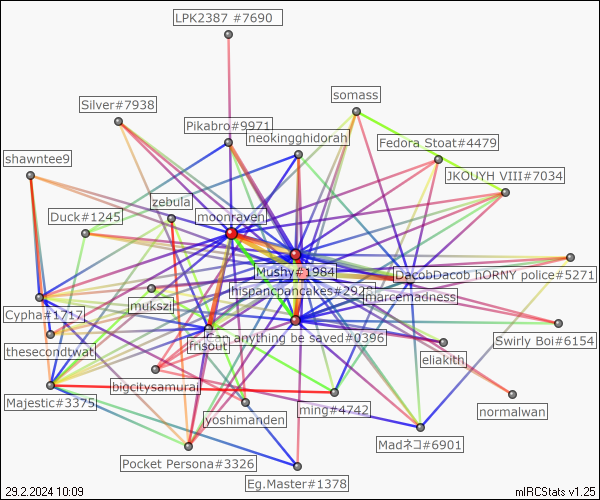 LPK2387 #7690
somass
Silver#7938
Pikabro#9971
neokingghidorah
Fedora Stoat#4479
shawntee9
JKOUYH VIII#7034
zebula
Duck#1245
moonraven
Mushy#1984
DacobDacob hORNY police#5271
hispancpancakes#2926
marcemadness
mukszi
Cypha#1717
Can anything be saved#0396
Swirly Boi#6154
frisout
thesecondtwat
eliakith
bigcitysamurai
Majestic#3375
ming#4742
normalwan
yoshimanden
Madネコ#6901
Pocket Persona#3326
Eg.Master#1378
29.2.2024 10:09
mIRCStats v1.25